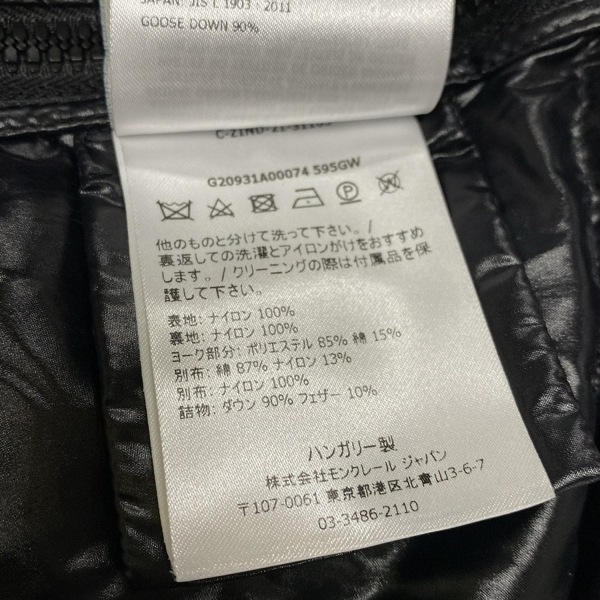 JAPAN: JIS L 1903 : 2011
GOOSE DOWN 90%
G20931A00074 595GW
他のものと分けて洗って下さい。/
裏返しての洗濯とアイロンがけをおすすめ
します。/ クリーニングの際は付属品を保
護して下さい。
表地: ナイロン 100%
裏地: ナイロン 100%
ヨーク部分: ポリエステル 85% 綿 15%
別布: 綿 87% ナイロン 13%
別布: ナイロン 100%
詰物: ダウン 90% フェザー 10%
ハンガリー製
株式会社モンクレール ジャパン
〒107-0061 東京都港区北青山3-6-7
03-3486-2110